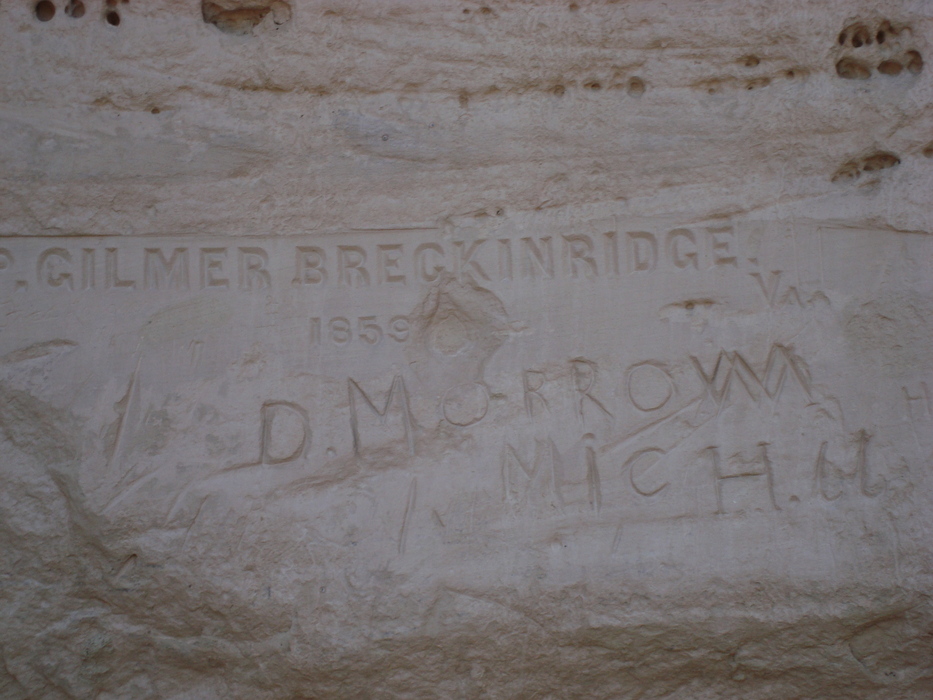 P. GILMER BRECKINRIDGE. Va
1859
D. MORROW
MICH.